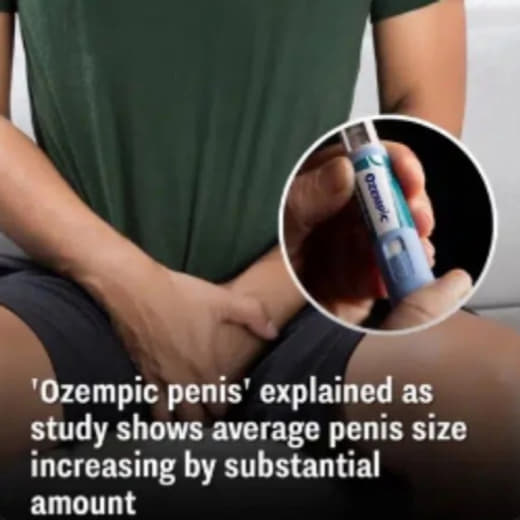 Ozempic
'Ozempic penis' explained as
study shows average penis size
increasing by substantial
amount